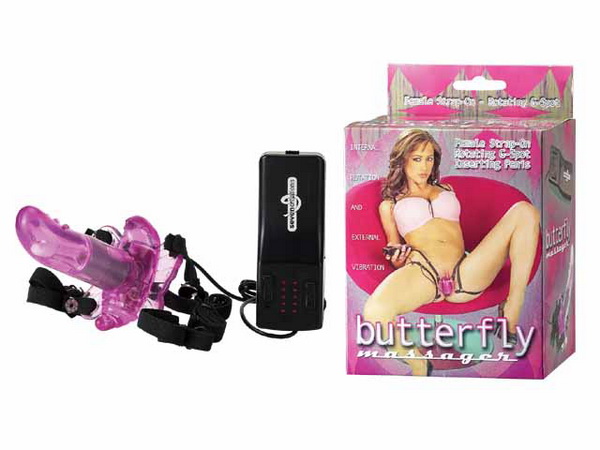 Female Strap-On - Rotating G-Spot
Female Strap-On
Rotating G-Spot
Inserting Penis
INTERNAL
ROTATION
AND
EXTERNAL
VIBRATION
butterfly
massager
butterfly
massager